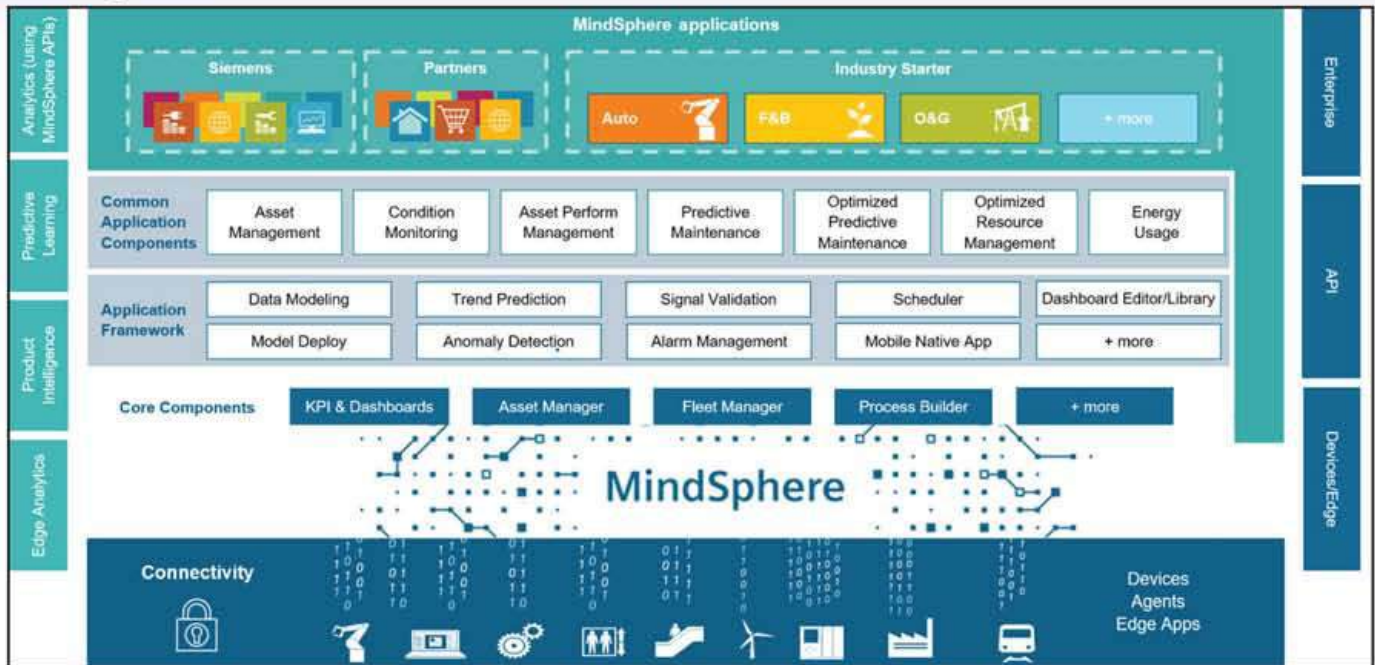 Analytics (using
MindSphere APIs)
Predictive
Learning
Product
Intelligence
Edge Analytics
MindSphere applications
Siemens
Partners
Industry Starter
Auto
F&B
O&G
+ more
Common
Application
Components
Asset
Management
Condition
Monitoring
Asset Perform
Management
Predictive
Maintenance
Optimized
Predictive
Maintenance
Optimized
Resource
Management
Energy
Usage
Application
Framework
Data Modeling
Trend Prediction
Signal Validation
Scheduler
Dashboard Editor/Library
Model Deploy
Anomaly Detection
Alarm Management
Mobile Native App
+ more
Core Components
KPI & Dashboards
Asset Manager
Fleet Manager
Process Builder
+ more
MindSphere
Connectivity
Devices
Agents
Edge Apps
Enterprise
API
Devices/Edge